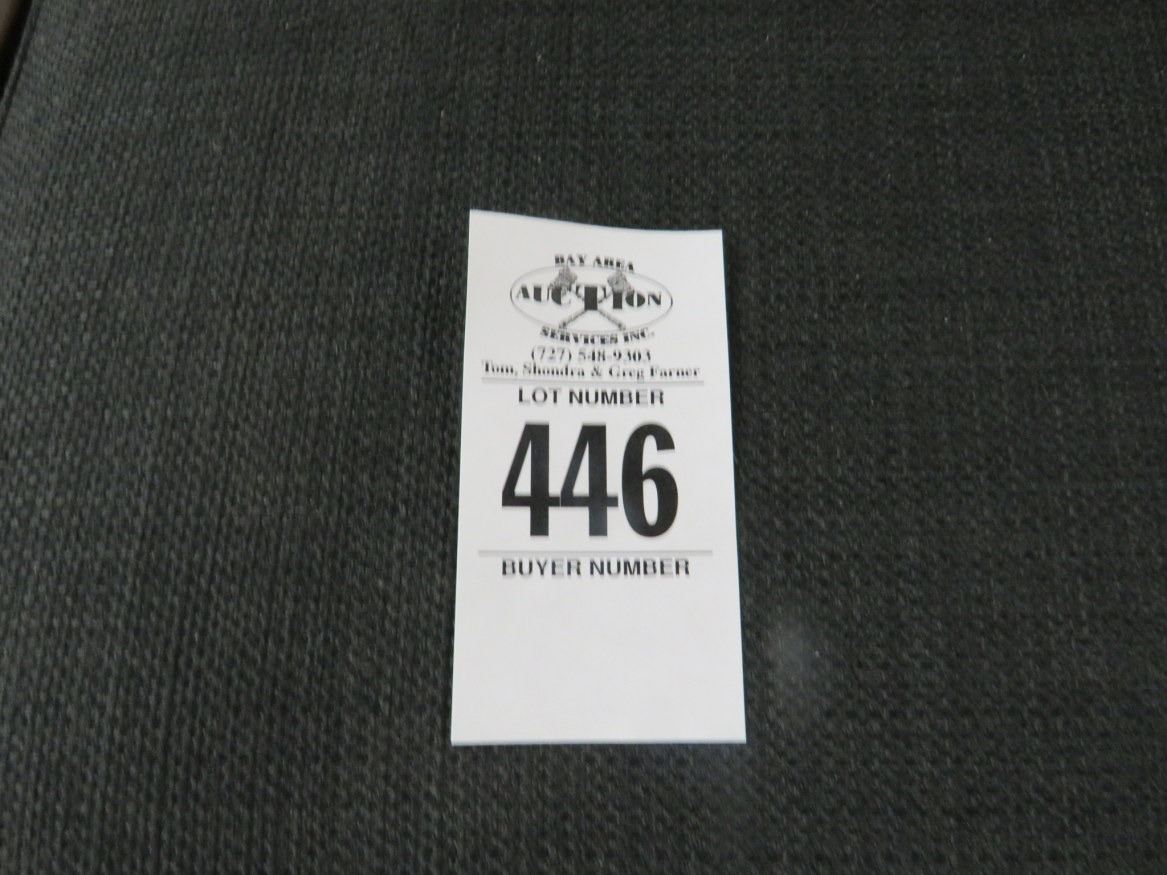 BAY AREA
AUCTION
SERVICES INC.
(727) 548-9303
Tom, Shondra & Greg Farner
LOT NUMBER
446
BUYER NUMBER